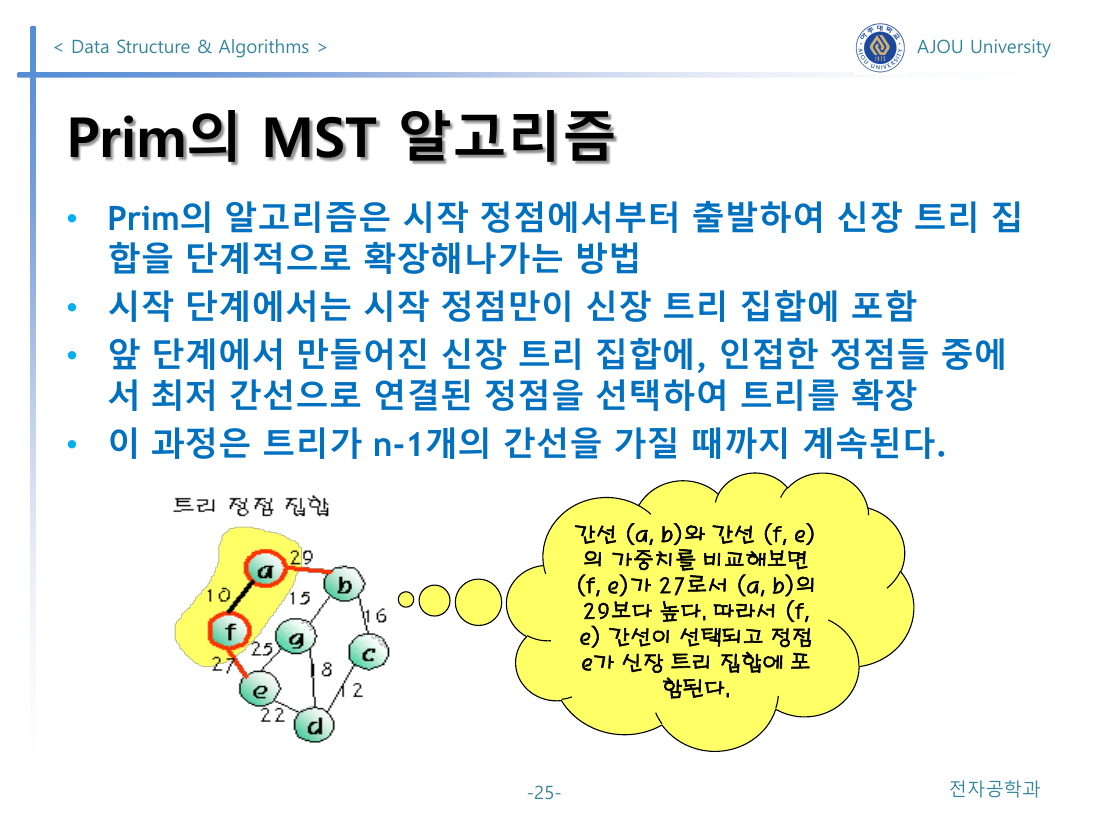 < Data Structure & Algorithms >
AJOU University
Prim의 MST 알고리즘
• Prim의 알고리즘은 시작 정점에서부터 출발하여 신장 트리 집
합을 단계적으로 확장해나가는 방법
• 시작 단계에서는 시작 정점만이 신장 트리 집합에 포함
• 앞 단계에서 만들어진 신장 트리 집합에, 인접한 정점들 중에
서 최저 간선으로 연결된 정점을 선택하여 트리를 확장
• 이 과정은 트리가 n-1개의 간선을 가질 때까지 계속된다.
트리 정점 집합
29
a
b
10
15
16
f
g
c
25
27
18
e
12
22
d
간선 (a, b)와 간선 (f, e)
의 가중치를 비교해보면
(f, e)가 27로서 (a, b)의
29보다 높다. 따라서 (f,
e) 간선이 선택되고 정점
e가 신장 트리 집합에 포
함된다.
-25-
전자공학과